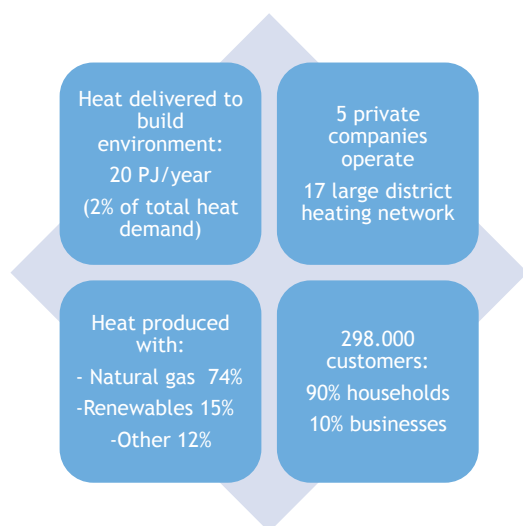 Heat delivered to
build
environment:
20 PJ/year
(2% of total heat
demand)
5 private
companies
operate
17 large district
heating network
Heat produced
with:
- Natural gas  74%
-Renewables 15%
-Other 12%
298.000
customers:
90% households
10% businesses